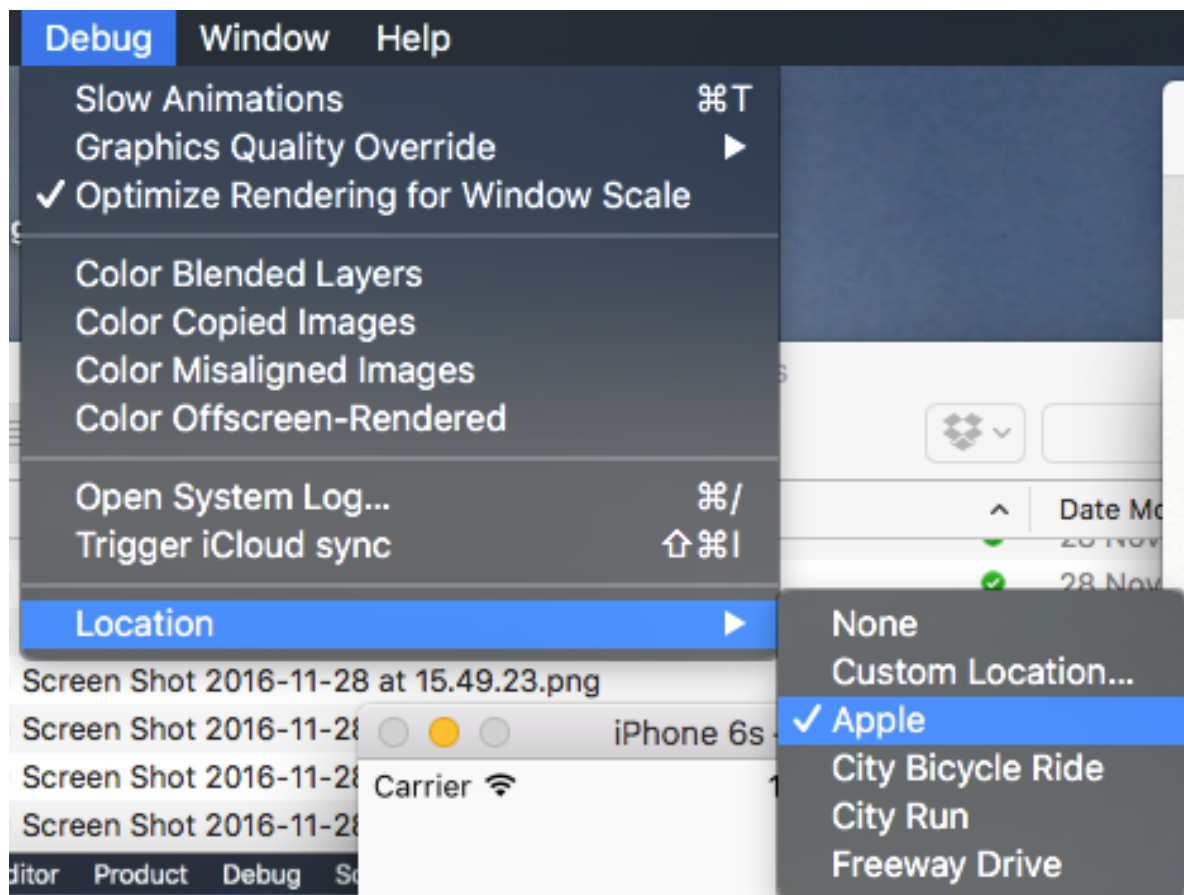 Debug Window Help
Slow Animations ⌘T
Graphics Quality Override
Optimize Rendering for Window Scale
Color Blended Layers
Color Copied Images
Color Misaligned Images
Color Offscreen-Rendered
Open System Log... ⌘/
Trigger iCloud sync ⇧⌘I
Location
None
Custom Location...
Apple
City Bicycle Ride
City Run
Freeway Drive
Date Mo
28 Nov
28 Nov
Screen Shot 2016-11-28 at 15.49.23.png
Screen Shot 2016-11-28
Screen Shot 2016-11-28
Screen Shot 2016-11-28
iPhone 6s
Carrier
ditor Product Debug